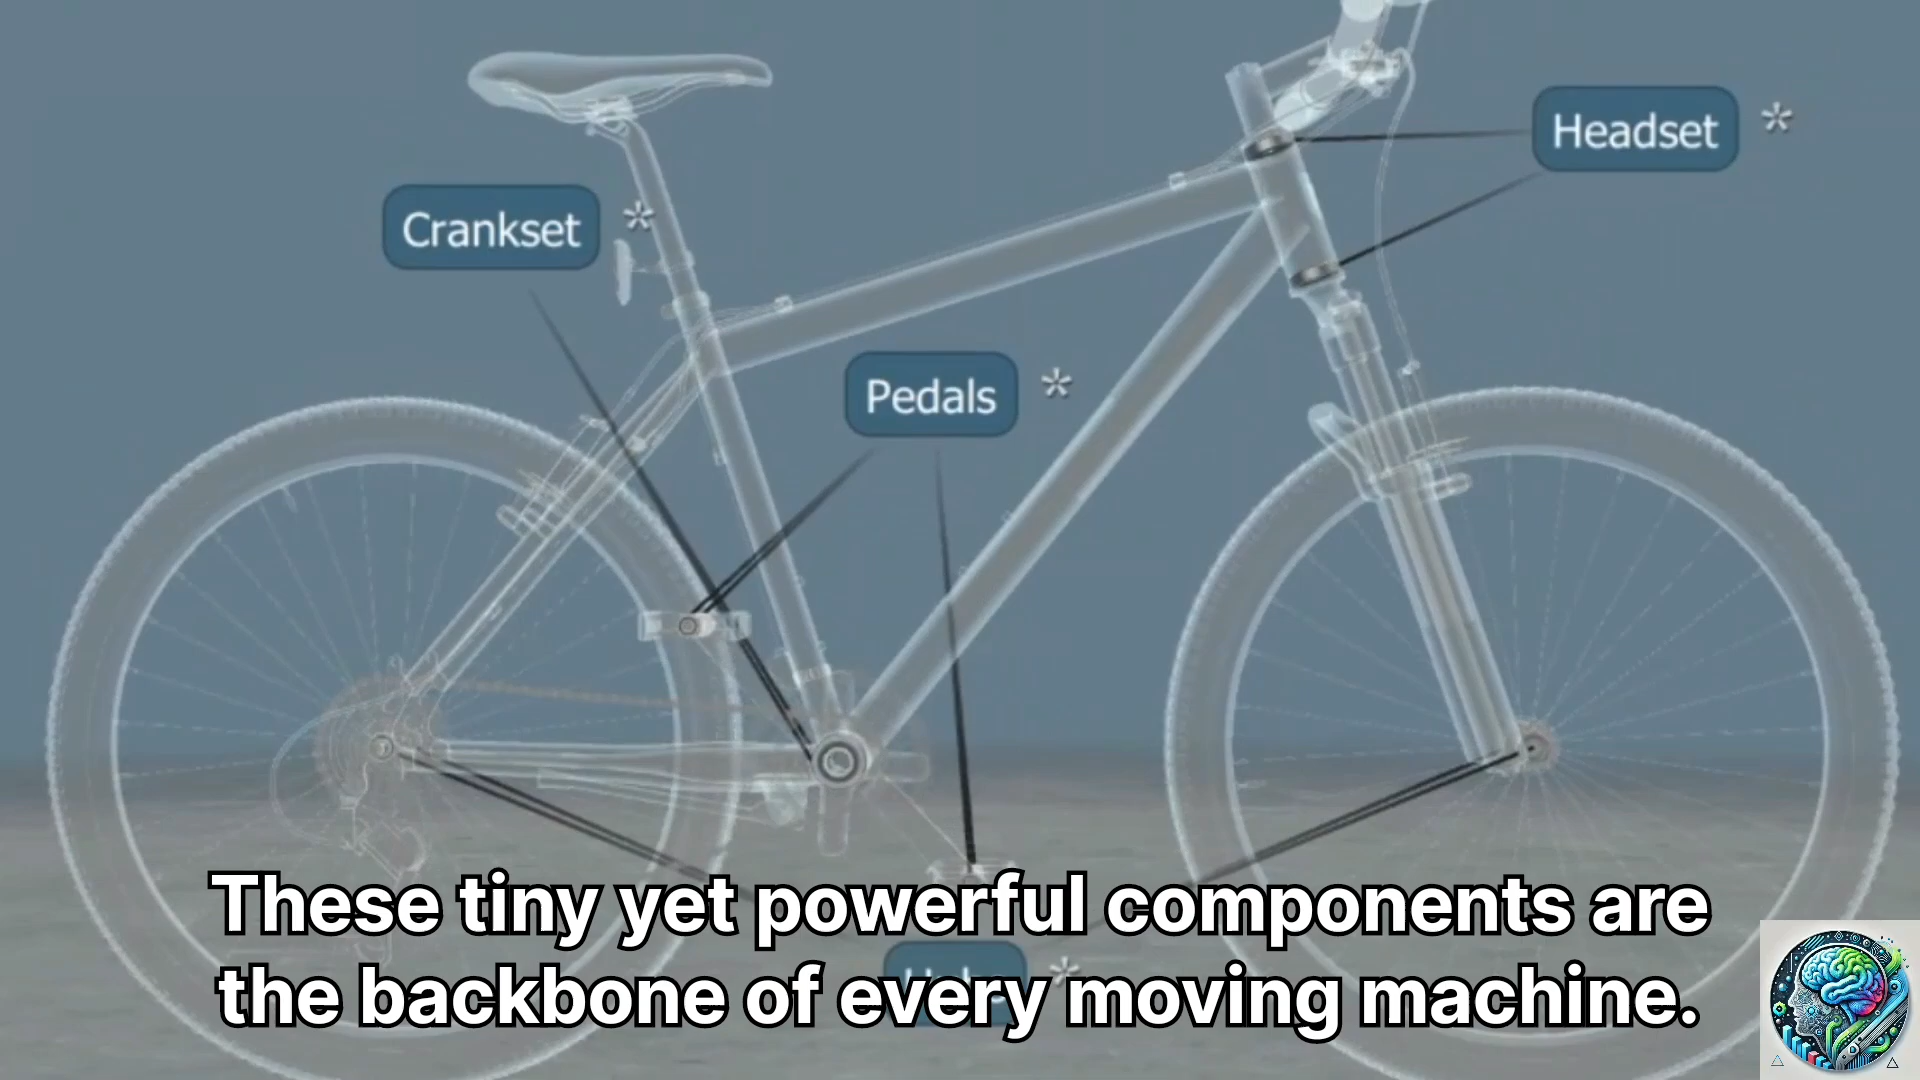 Headset *
Crankset *
Pedals *
These tiny yet powerful components are
the backbone of every moving machine.
*